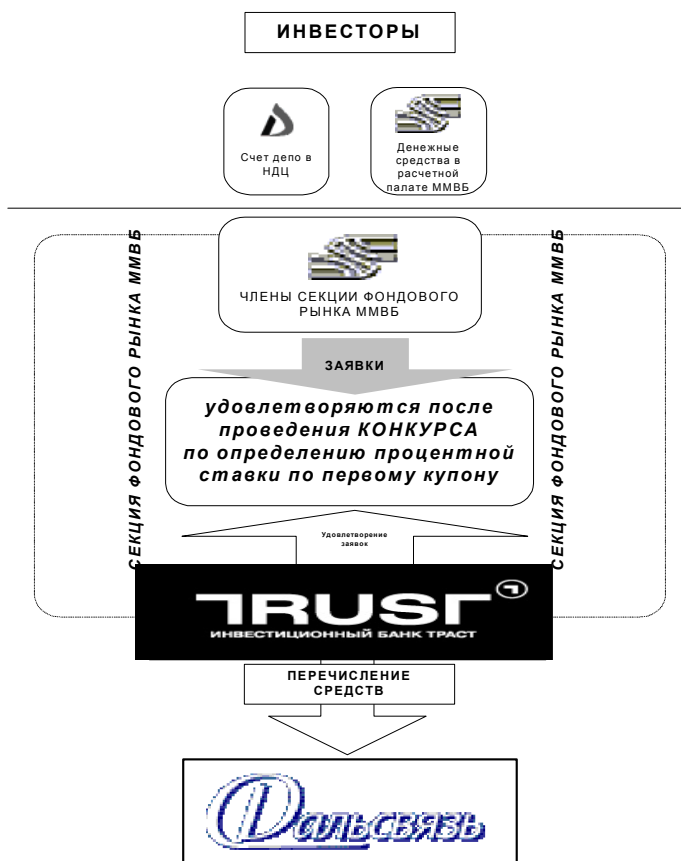 ИНВЕСТОРЫ
Счет депо в
НДЦ
Денежные
средства в
расчетной
палате ММВБ
СЕКЦИЯ ФОНДОВОГО РЫНКА ММВБ
ЧЛЕНЫ СЕКЦИИ ФОНДОВОГО
РЫНКА ММВБ
СЕКЦИЯ ФОНДОВОГО РЫНКА ММВБ
ЗАЯВКИ
удовлетворяются после
проведения КОНКУРСА
по определению процентной
ставки по первому купону
Удовлетворение
заявок
TRUST
ИНВЕСТИЦИОННЫЙ БАНК ТРАСТ
ПЕРЕЧИСЛЕНИЕ
СРЕДСТВ
Дальсвязь